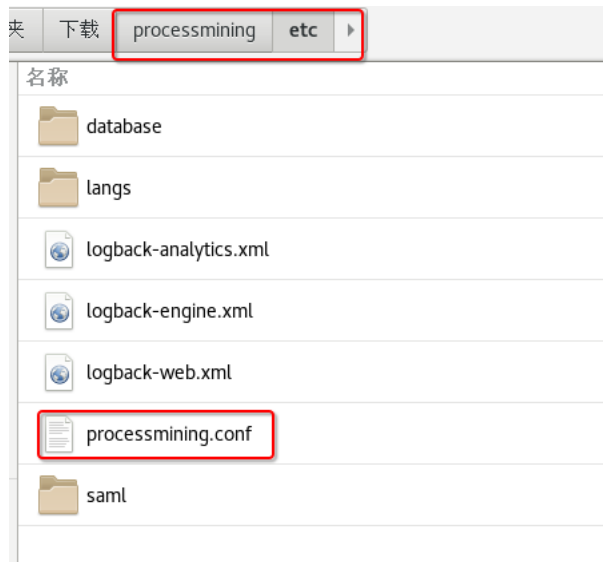 夹 下载 processmining etc
名称
database
langs
logback-analytics.xml
logback-engine.xml
logback-web.xml
processmining.conf
saml